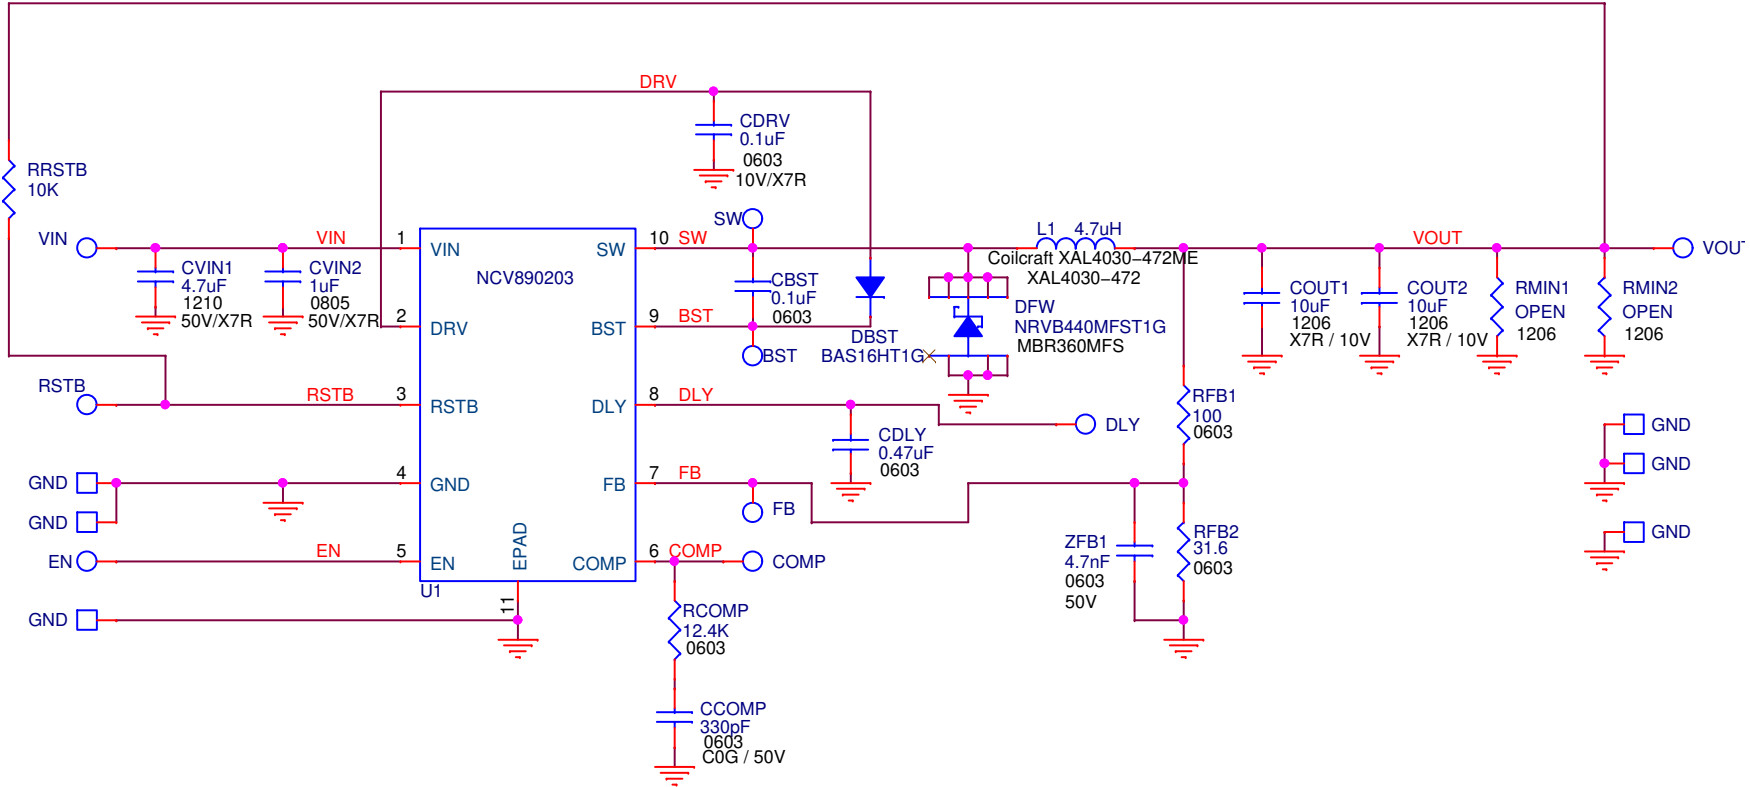 DRV
CDRV
0.1uF
0603
10V/X7R
RRSTB
10K
VIN
VIN
1
VIN
CVIN1
4.7uF
1210
50V/X7R
CVIN2
1uF
0805
50V/X7R
2
DRV
NCV890203
SW
10
SW
SW
CBST
0.1uF
0603
BST
9
BST
BST
DBST
BAS16HT1G
L1
4.7uH
Coilcraft XAL4030-472ME
XAL4030-472
DFW
NRVB440MFST1G
MBR360MFS
VOUT
COUT1
10uF
1206
X7R / 10V
COUT2
10uF
1206
X7R / 10V
RMIN1
OPEN
1206
RMIN2
OPEN
1206
RSTB
RSTB
3
RSTB
DLY
8
DLY
DLY
CDLY
0.47uF
0603
RFB1
100
0603
GND
GND
GND
GND
GND
4
GND
FB
7
FB
FB
EN
EN
5
EN
EPAD
COMP
6
COMP
COMP
ZFB1
4.7nF
0603
50V
RFB2
31.6
0603
U1
11
GND
RCOMP
12.4K
0603
CCOMP
330pF
0603
C0G / 50V